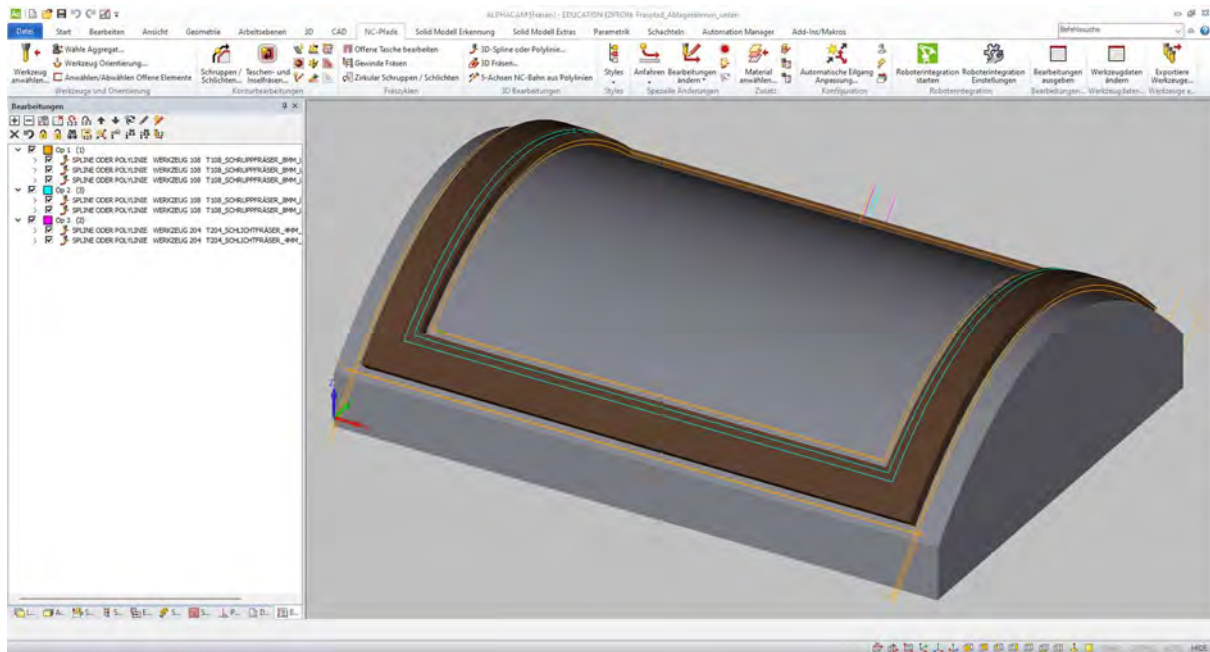 ALPHACAM [Fräsen] - EDUCATION EDITION: Fraespfad_Ablagerahmen_unten
Datei Start Bearbeiten Ansicht Geometrie Arbeitsebenen 3D CAD NC-Pfade Solid Modell Erkennung Solid Modell Extras Parametrik Schachteln Automation Manager Add-Ins/Makros Befehlssuche
Werkzeug anwählen
Wähle Aggregat...
Werkzeug Orientierung...
Anwählen/Abwählen Offene Elemente
Werkzeuge und Orientierung
Schruppen / Schlichten...
Taschen- und Inselfräsen...
Konturbearbeitungen
Offene Tasche bearbeiten
Gewinde Fräsen
Zirkular Schruppen / Schlichten
Fräszyklen
3D-Spline oder Polylinie...
3D Fräsen...
5-Achsen NC-Bahn aus Polylinien
3D Bearbeitungen
Styles
Styles
Anfahren
Bearbeitungen ändern
Spezielle Änderungen
Material anwählen...
Zusatz
Automatische Eilgang Anpassung...
Konfiguration
Roboterintegration starten
Roboterintegration Einstellungen
Roboterintegration
Bearbeitungen ausgeben
Bearbeitungen...
Werkzeugdaten ändern
Werkzeugdaten...
Exportiere Werkzeuge...
Werkzeuge e...
Bearbeitungen
Op 1 (1)
SPLINE ODER POLYLINIE WERKZEUG 108 T108_SCHRUPPFRÄSER_8MM_
SPLINE ODER POLYLINIE WERKZEUG 108 T108_SCHRUPPFRÄSER_8MM_
SPLINE ODER POLYLINIE WERKZEUG 108 T108_SCHRUPPFRÄSER_8MM_
Op 2 (3)
SPLINE ODER POLYLINIE WERKZEUG 108 T108_SCHRUPPFRÄSER_8MM_
SPLINE ODER POLYLINIE WERKZEUG 108 T108_SCHRUPPFRÄSER_8MM_
Op 3 (2)
SPLINE ODER POLYLINIE WERKZEUG 204 T204_SCHLICHTFRÄSER_4MM_
SPLINE ODER POLYLINIE WERKZEUG 204 T204_SCHLICHTFRÄSER_4MM_
Z
L... A... S... S... E... S... S... P... D... E...
HIDE